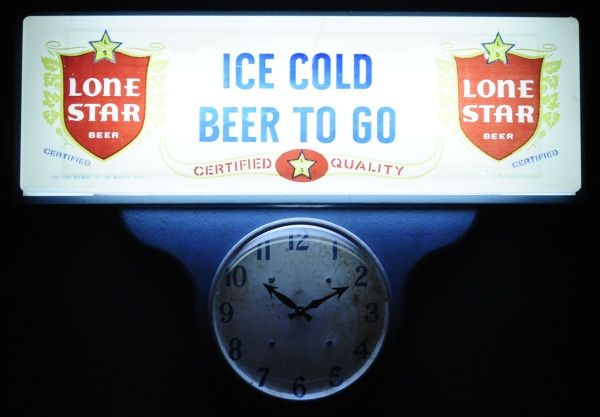 LONE
STAR
BEER
CERTIFIED
ICE COLD
BEER TO GO
CERTIFIED QUALITY
LONE
STAR
BEER
CERTIFIED
12
1
2
3
4
5
6
7
8
9
10
11